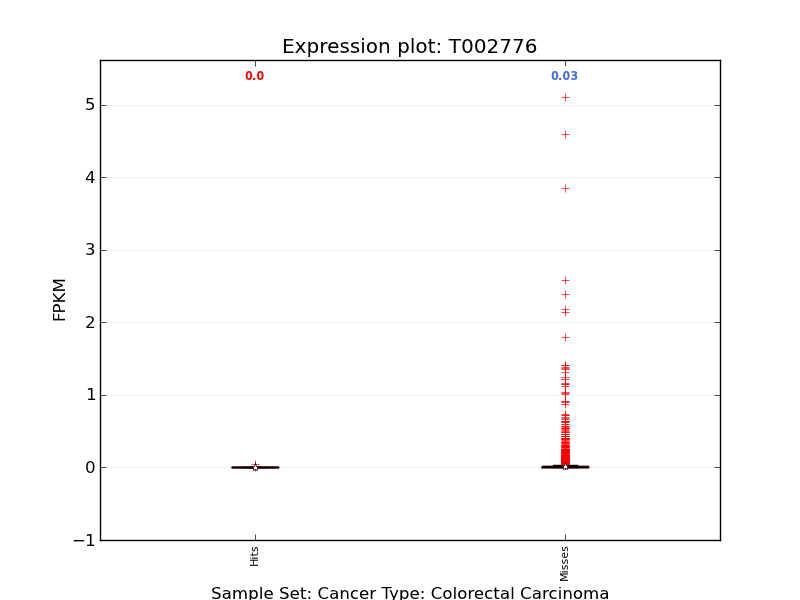 Expression plot: T002776
0.0
0.03
5
4
3
2
1
0
−1
FPKM
Hits
Misses
Sample Set: Cancer Type: Colorectal Carcinoma